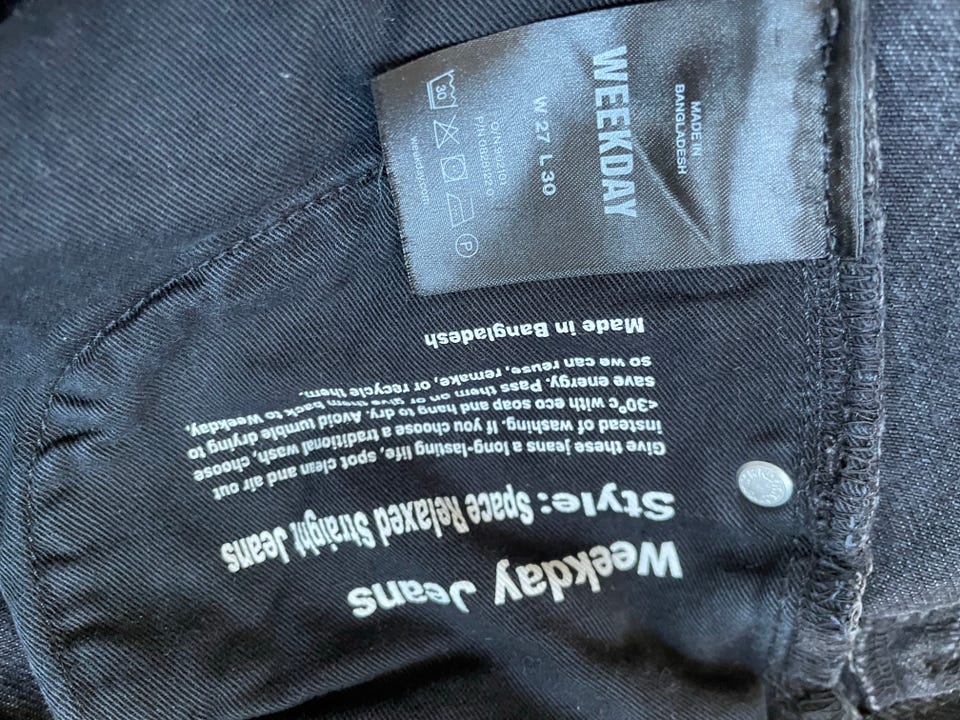 MADE IN
BANGLADESH
WEEKDAY
W 27 L 30
30
P
weekday.com
Weekday Jeans
Style: Space Relaxed Straight Jeans
Give these jeans a long-lasting life, spot clean and air out
instead of washing. If you choose a traditional wash, choose
<30°c with eco soap and hang to dry. Avoid tumble drying to
save energy. Pass them on or give them back to Weekday,
so we can reuse, remake, or recycle them.
Made in Bangladesh